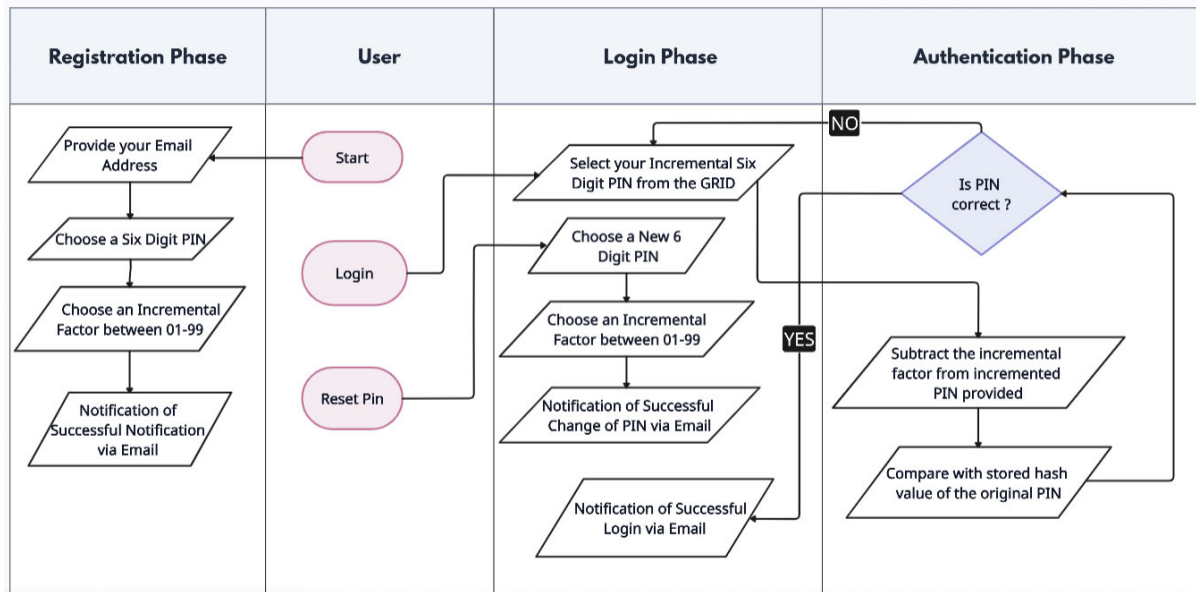 Registration Phase
User
Login Phase
Authentication Phase
Provide your Email
Address
Choose a Six Digit PIN
Choose an Incremental
Factor between 01-99
Notification of
Successful Notification
via Email
Start
Login
Reset Pin
Select your Incremental Six
Digit PIN from the GRID
Choose a New 6
Digit PIN
Choose an Incremental
Factor between 01-99
Notification of Successful
Change of PIN via Email
Notification of Successful
Login via Email
NO
YES
Is PIN
correct ?
Subtract the incremental
factor from incremented
PIN provided
Compare with stored hash
value of the original PIN